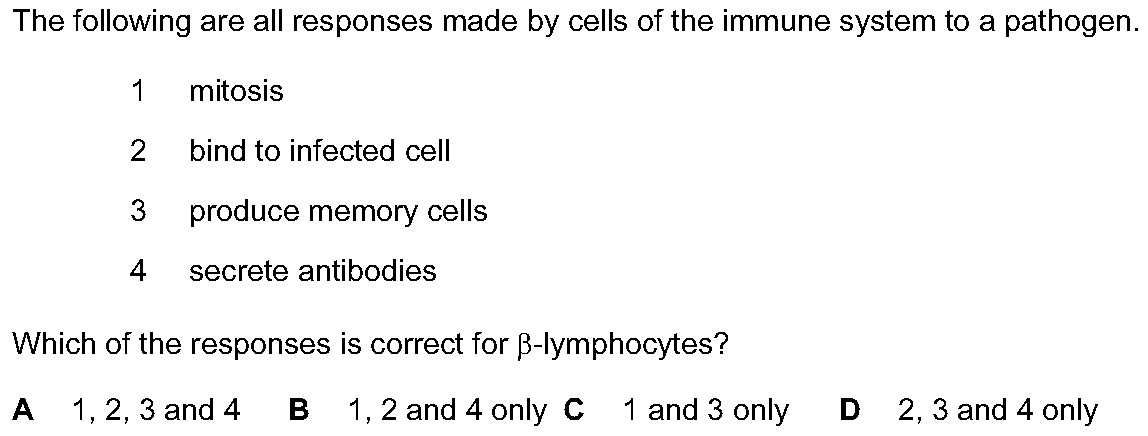 The following are all responses made by cells of the immune system to a pathogen.
1 mitosis
2 bind to infected cell
3 produce memory cells
4 secrete antibodies
Which of the responses is correct for β-lymphocytes?
A 1, 2, 3 and 4 B 1, 2 and 4 only C 1 and 3 only D 2, 3 and 4 only